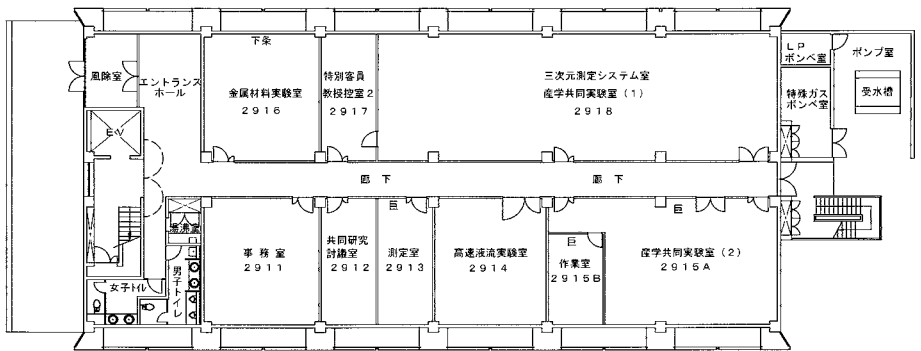 下条
風除室
エントランス
ホール
金属材料実験室
2916
特別客員
教授控室2
2917
三次元測定システム室
産学共同実験室(1)
2918
LP
ボンベ室
ポンプ室
特殊ガス
ボンベ室
受水槽
EV
廊下
廊下
湯沸室
事務室
2911
共同研究
討議室
2912
巨
測定室
2913
高速液流実験室
2914
巨
作業室
2915B
巨
産学共同実験室(2)
2915A
女子トイレ
男子トイレ